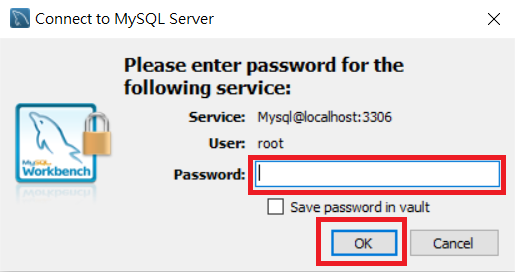 Connect to MySQL Server
Please enter password for the
following service:
Service: Mysql@localhost:3306
User: root
Password:
MySQL
Workbench
Save password in vault
OK Cancel